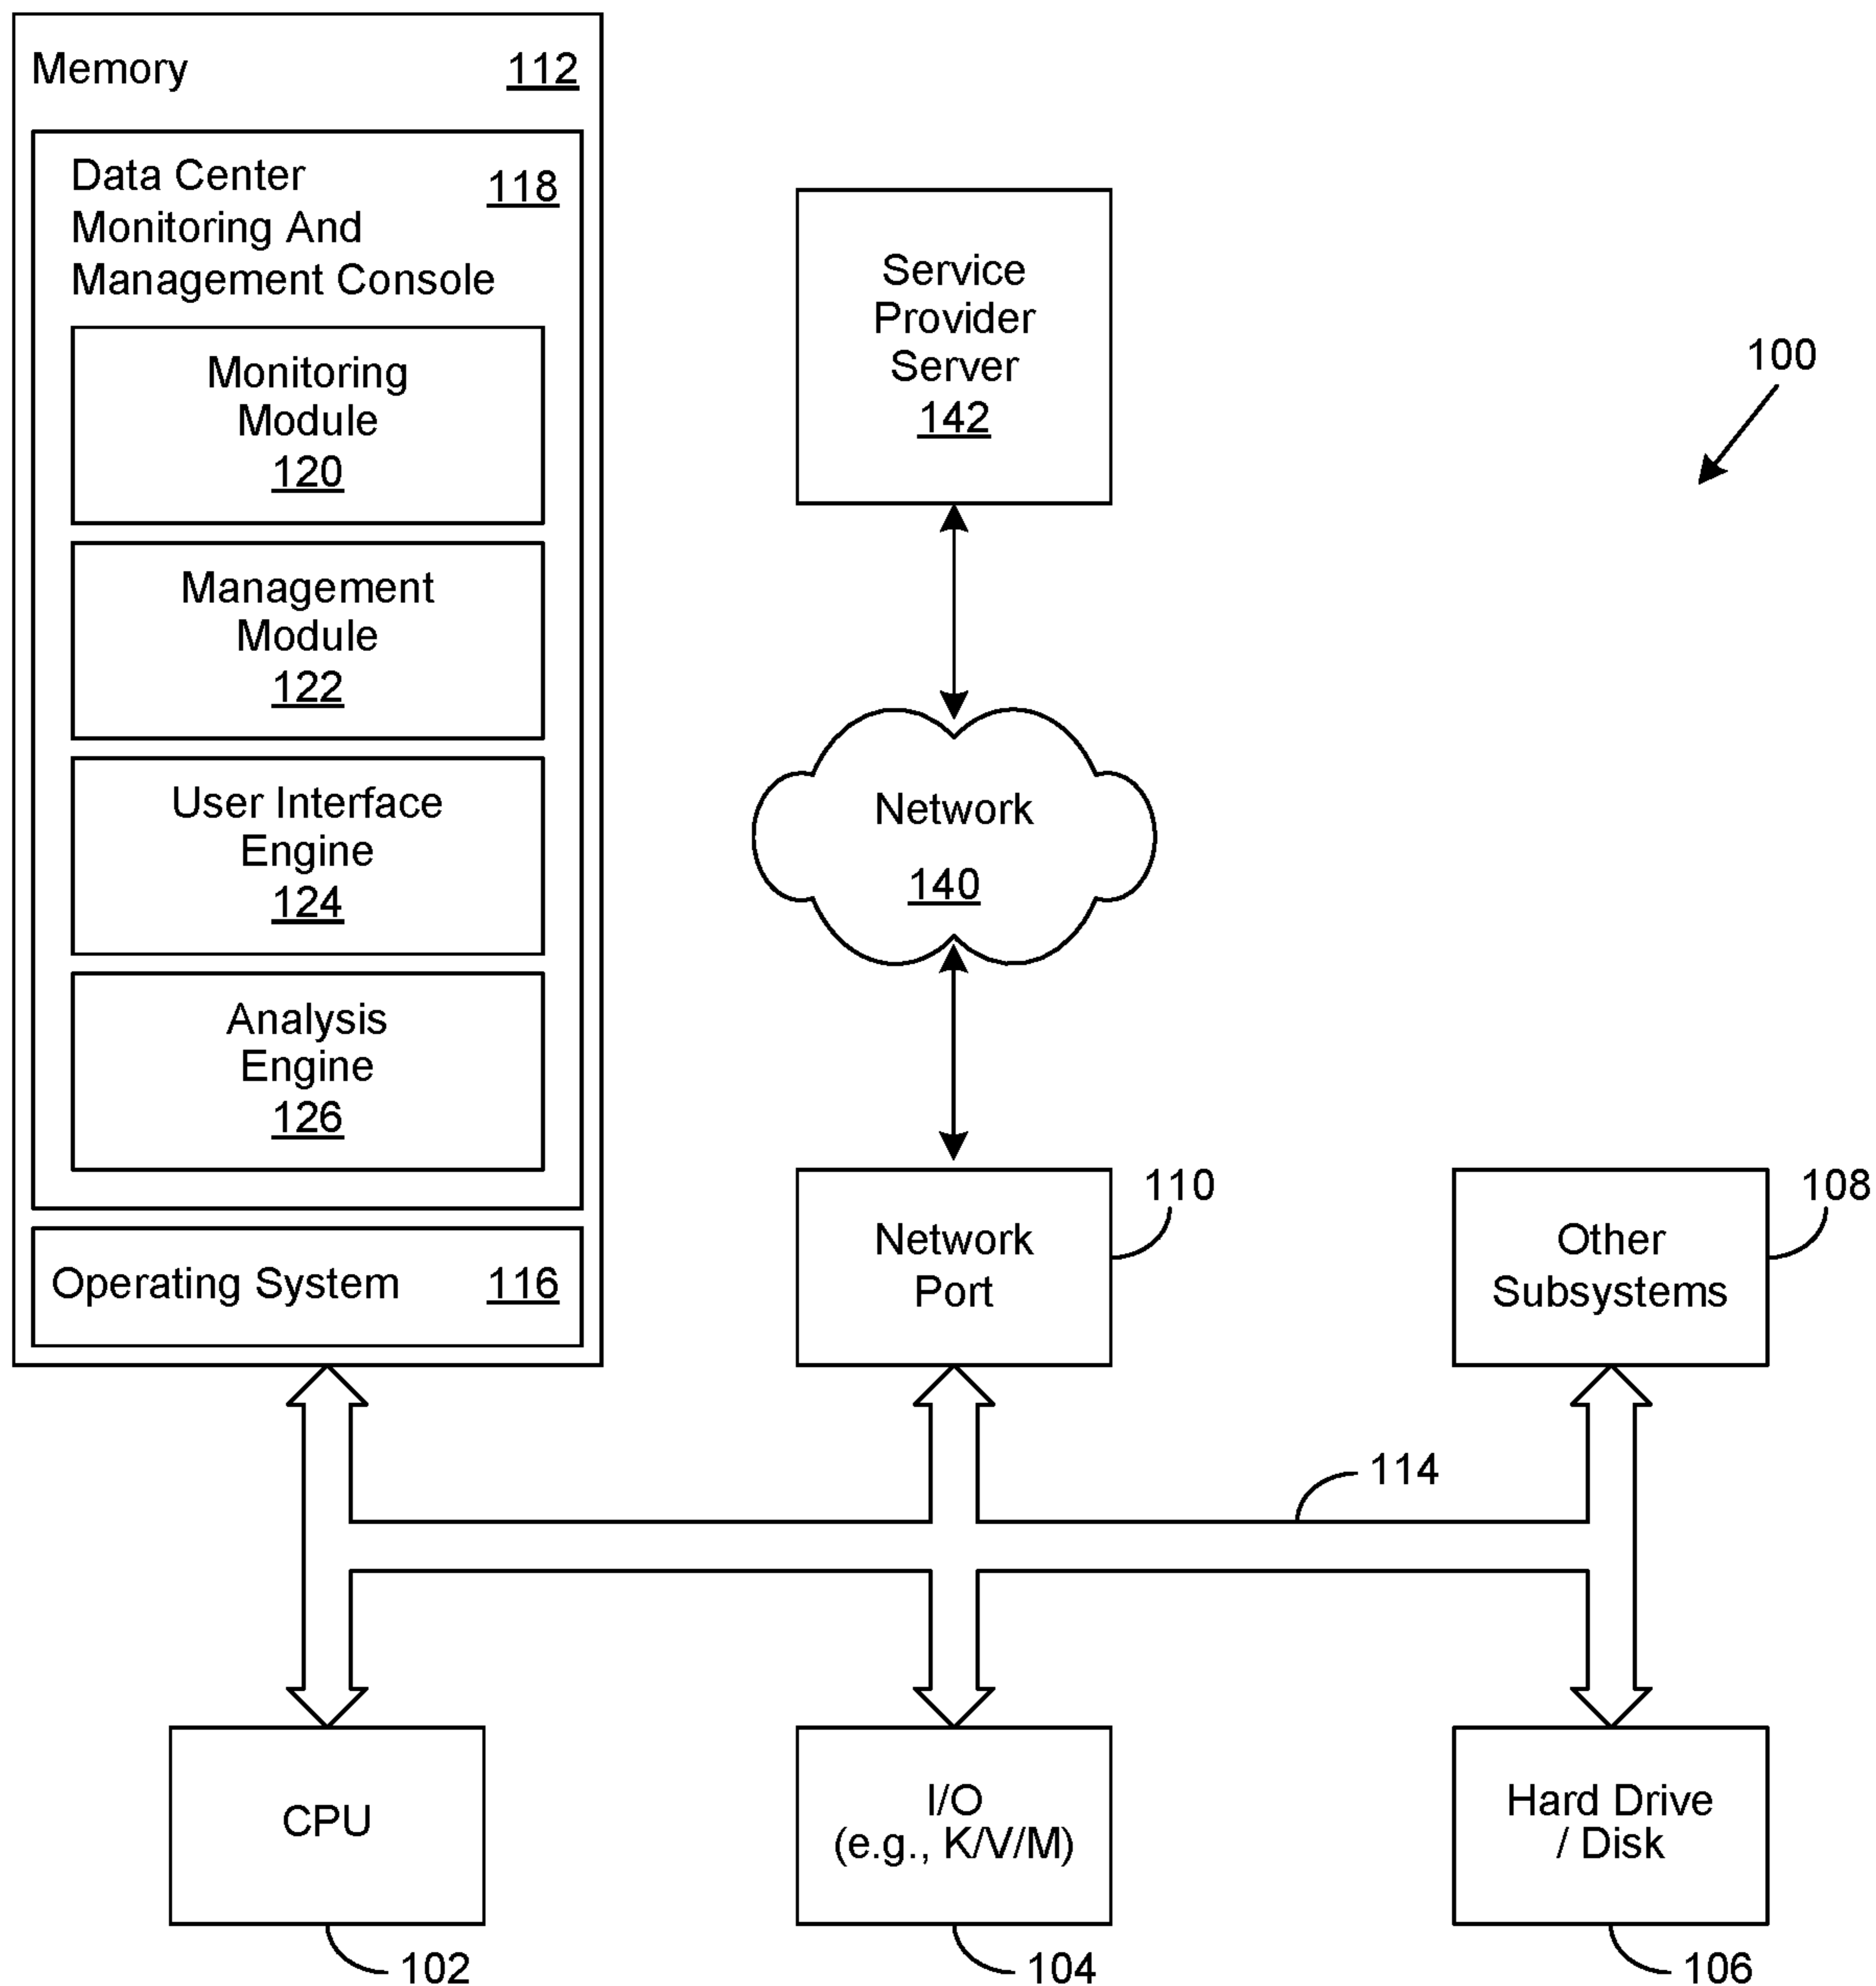 Memory 112
Data Center 118
Monitoring And
Management Console
Monitoring
Module
120
Management
Module
122
User Interface
Engine
124
Analysis
Engine
126
Operating System 116
Service
Provider
Server
142
100
Network
140
Network
Port
110
Other
Subsystems
108
114
CPU
102
I/O
(e.g., K/V/M)
104
Hard Drive
/ Disk
106